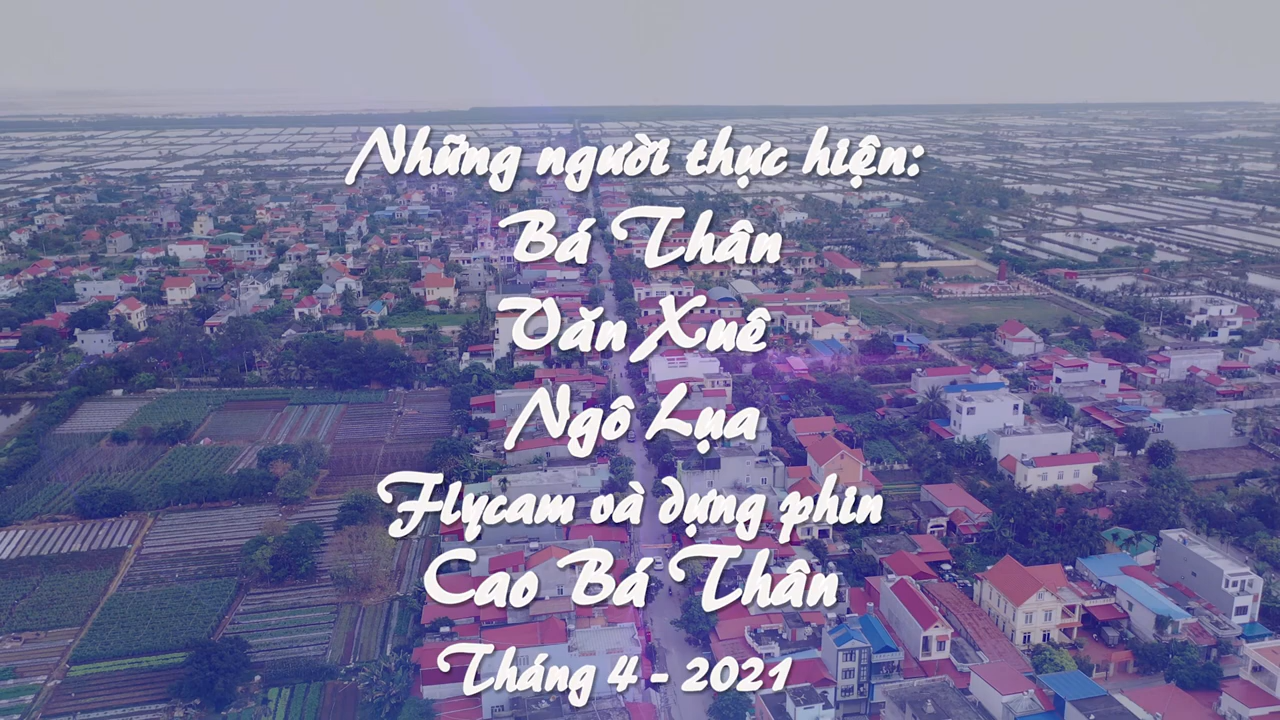 Những người thực hiện:
Bá Thân
Văn Xuê
Ngô Lụa
Flycam và dựng phin
Cao Bá Thân
Tháng 4 - 2021